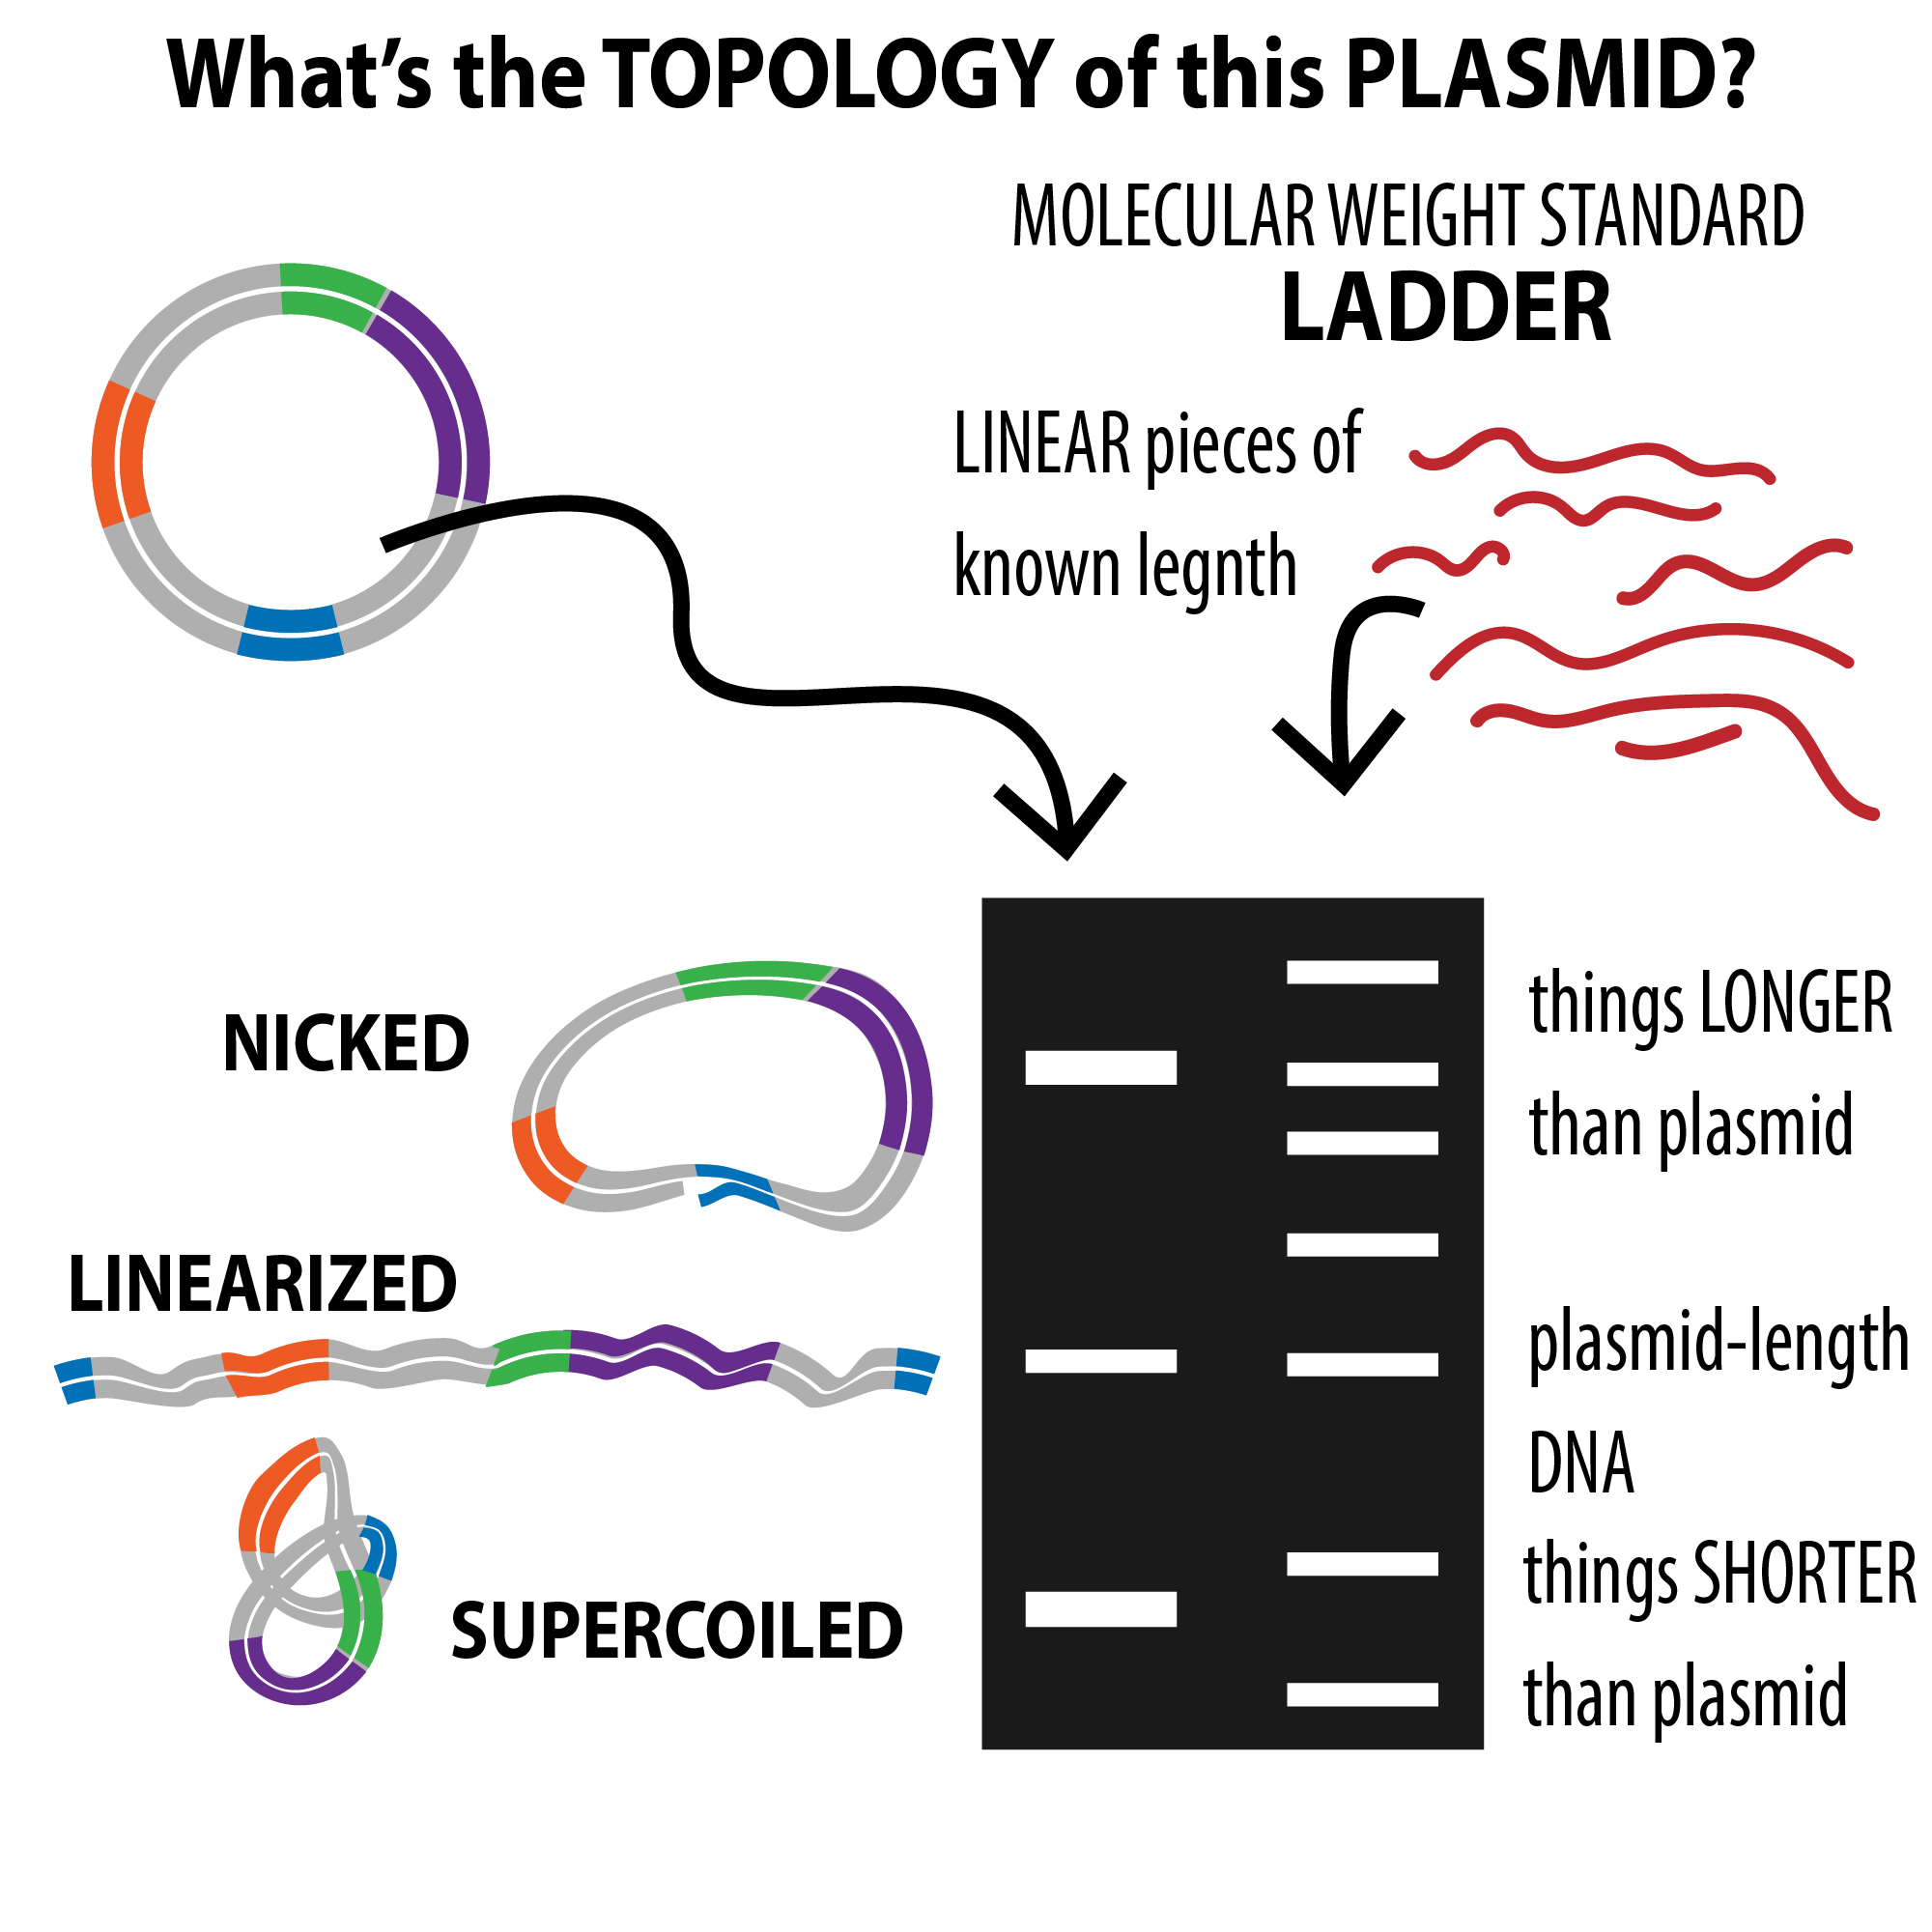 What's the TOPOLOGY of this PLASMID?
MOLECULAR WEIGHT STANDARD
LADDER
LINEAR pieces of
known legnth
NICKED
LINEARIZED
SUPERCOILED
things LONGER
than plasmid
plasmid-length
DNA
things SHORTER
than plasmid